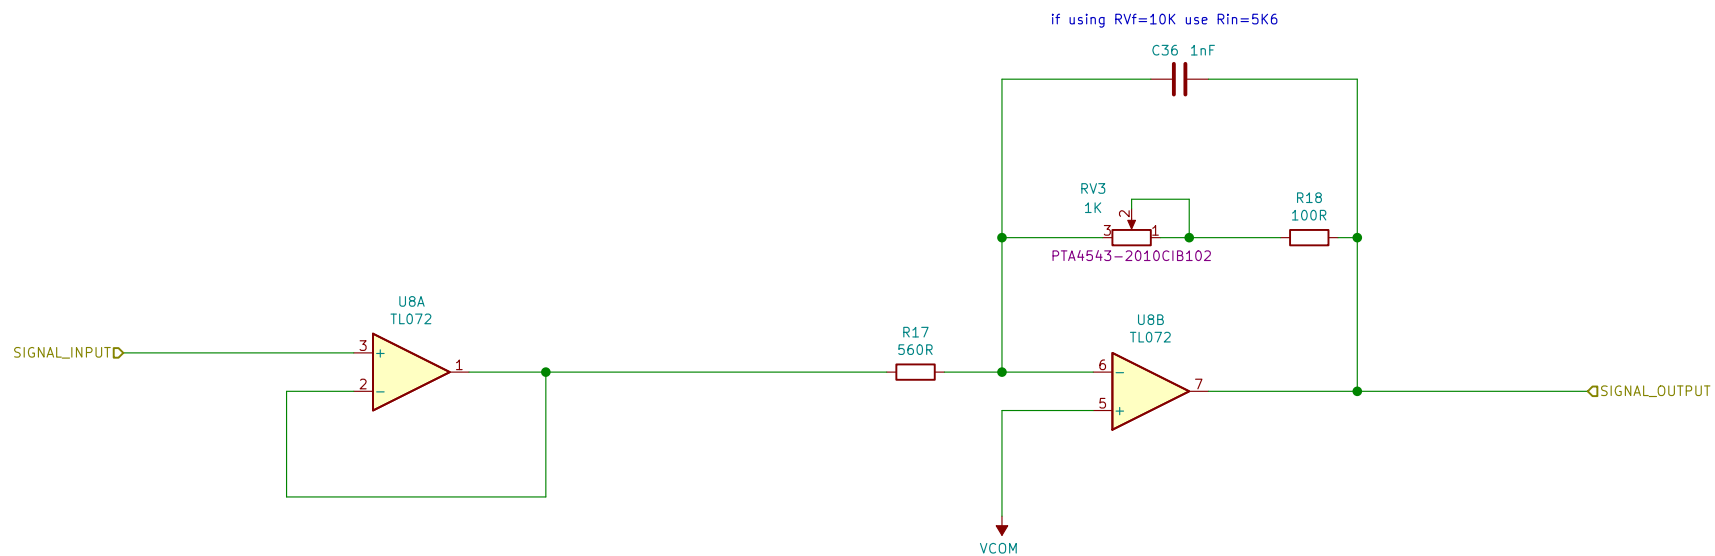 if using RVf=10K use Rin=5K6
C36 1nF
RV3
1K
2
3
1
PTA4543-2010CIB102
R18
100R
U8A
TL072
SIGNAL_INPUT
3
+
2
−
1
R17
560R
U8B
TL072
6
−
5
+
7
SIGNAL_OUTPUT
VCOM